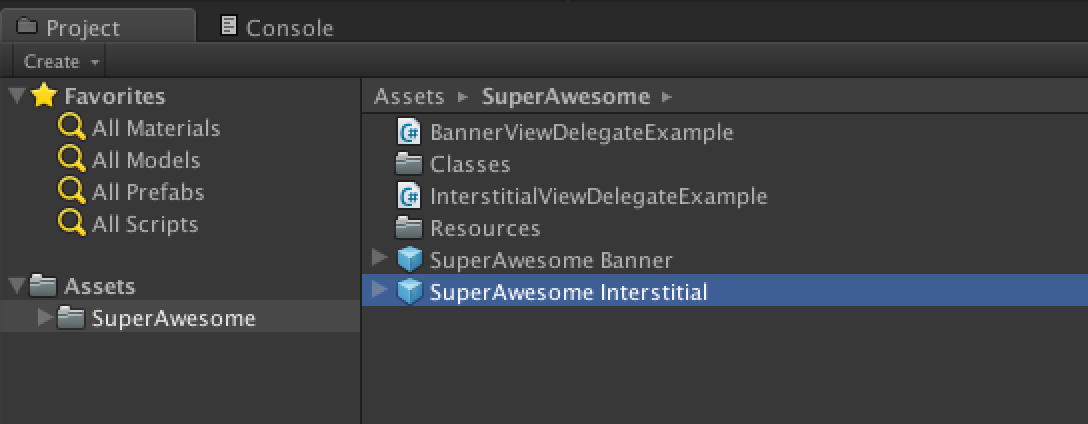 Project
Console
Create
Favorites
All Materials
All Models
All Prefabs
All Scripts
Assets
SuperAwesome
Assets ▸ SuperAwesome ▸
BannerViewDelegateExample
Classes
InterstitialViewDelegateExample
Resources
SuperAwesome Banner
SuperAwesome Interstitial